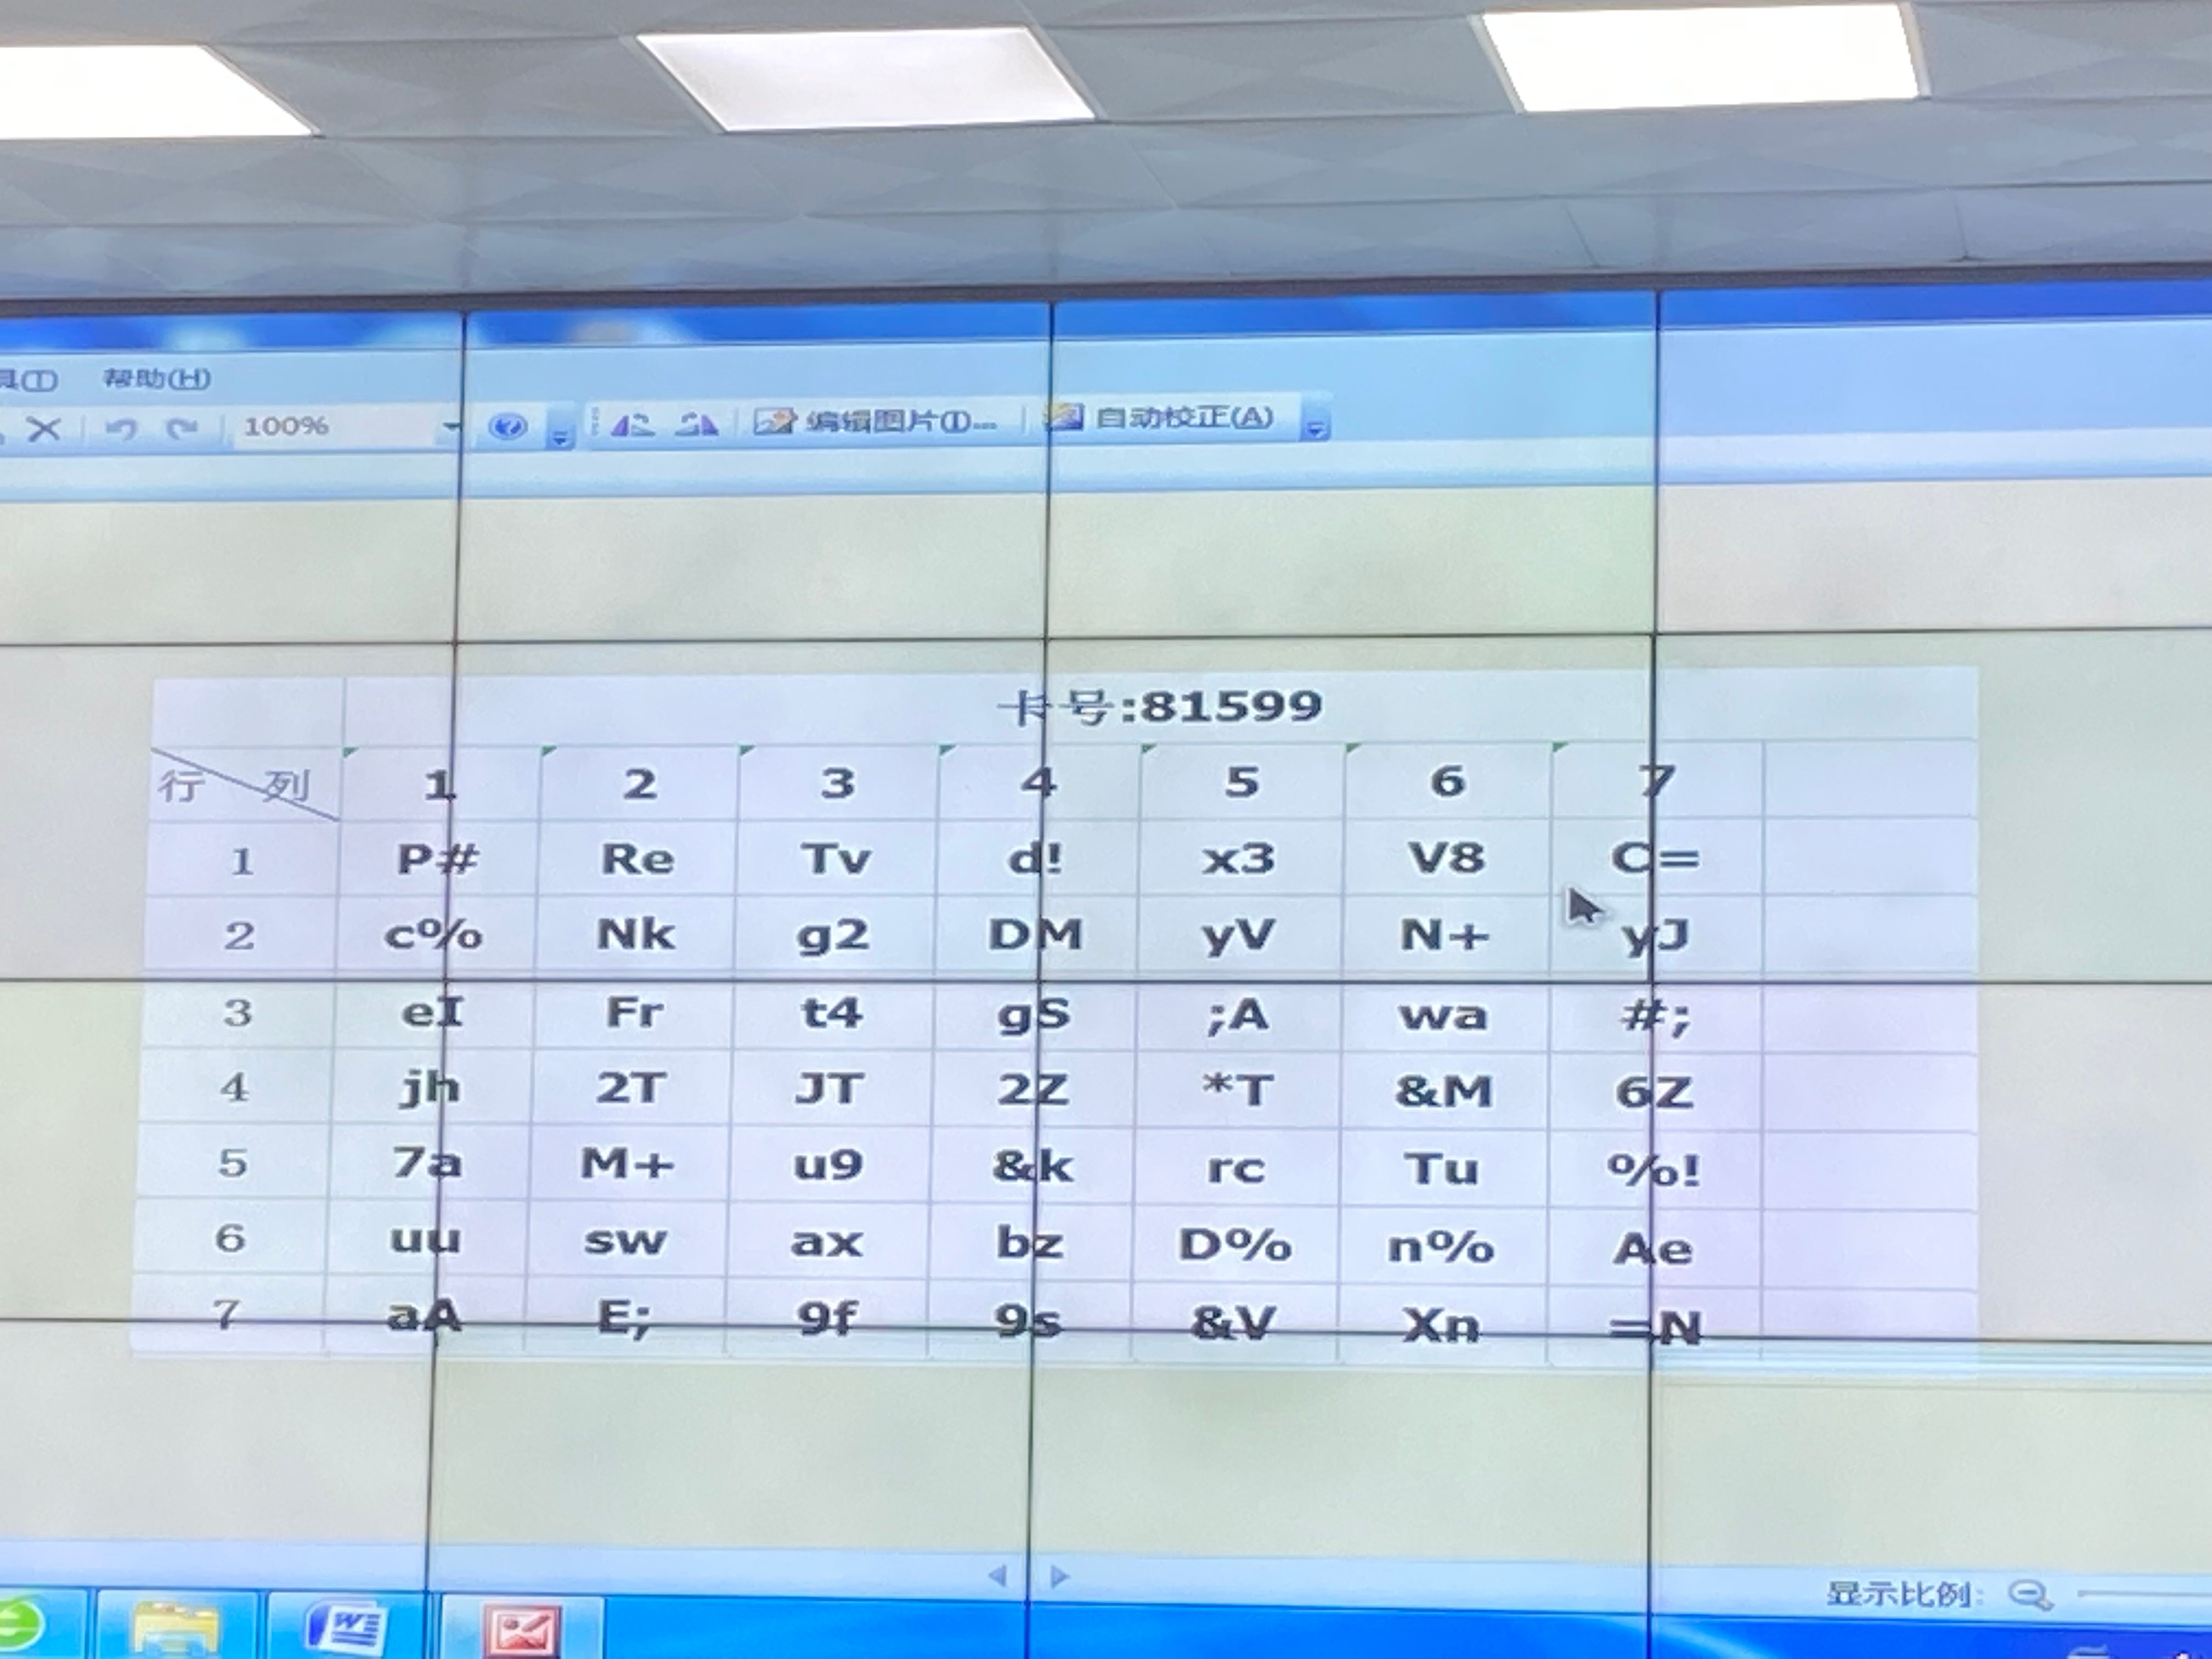 帮助(H)
100%
编辑图片(I)...
自动校正(A)
卡号:81599
行 列 1 2 3 4 5 6 7
1 P# Re Tv d! x3 V8 C=
2 c% Nk g2 DM yV N+ yJ
3 eI Fr t4 gS ;A wa #;
4 jh 2T JT 2Z *T &M 6Z
5 7a M+ u9 &k rc Tu %!
6 uu sw ax bz D% n% Ae
7 aA E; 9f 9s &V Xn =N
显示比例: